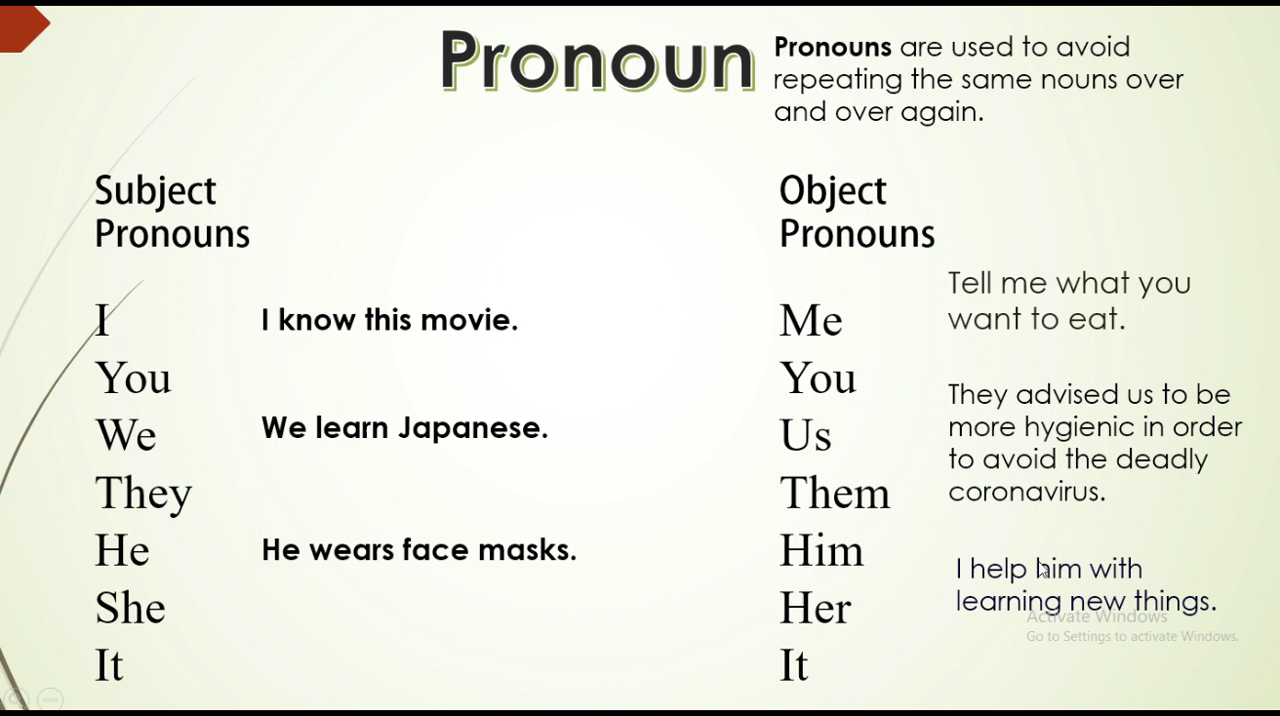 Pronoun
Pronouns are used to avoid
repeating the same nouns over
and over again.
Subject
Pronouns
I
You
We
They
He
She
It
I know this movie.
We learn Japanese.
He wears face masks.
Object
Pronouns
Me
You
Us
Them
Him
Her
It
Tell me what you
want to eat.
They advised us to be
more hygienic in order
to avoid the deadly
coronavirus.
I help him with
learning new things.
Activate Windows
Go to Settings to activate Windows.